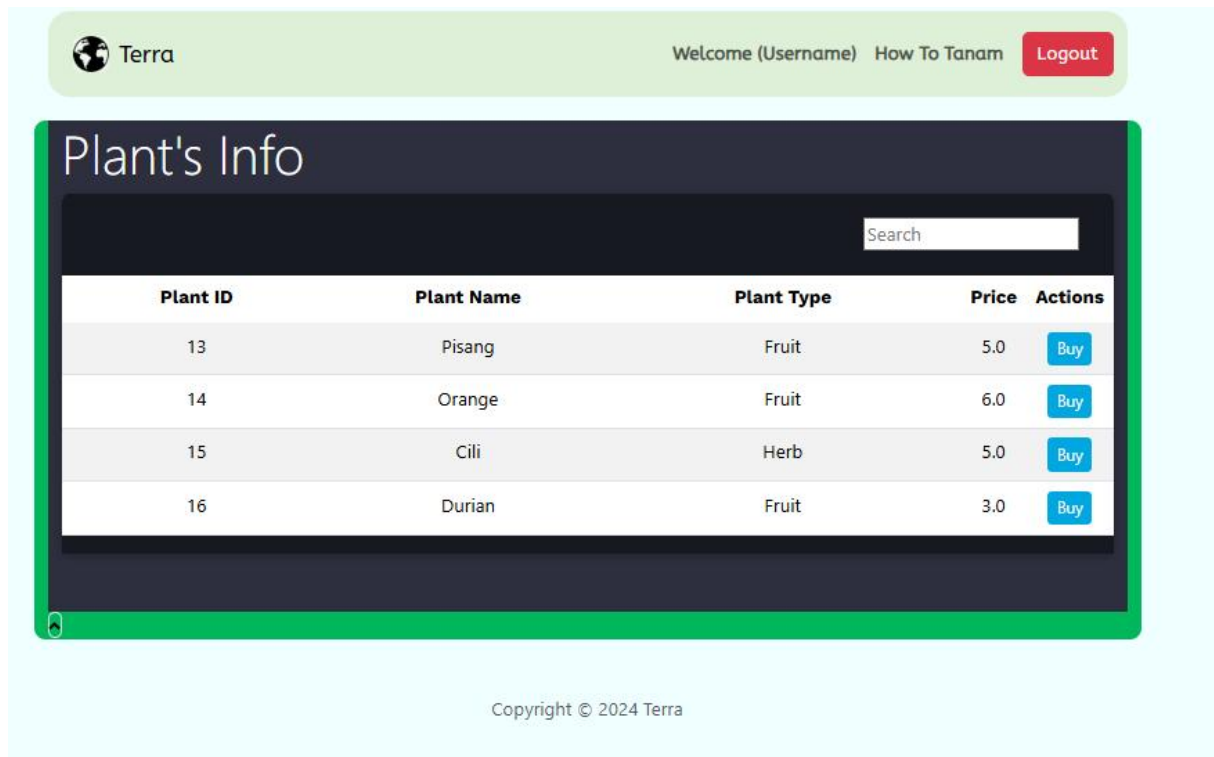 Terra Welcome (Username) How To Tanam Logout
Plant's Info
Search
Plant ID Plant Name Plant Type Price Actions
13 Pisang Fruit 5.0 Buy
14 Orange Fruit 6.0 Buy
15 Cili Herb 5.0 Buy
16 Durian Fruit 3.0 Buy
Copyright © 2024 Terra